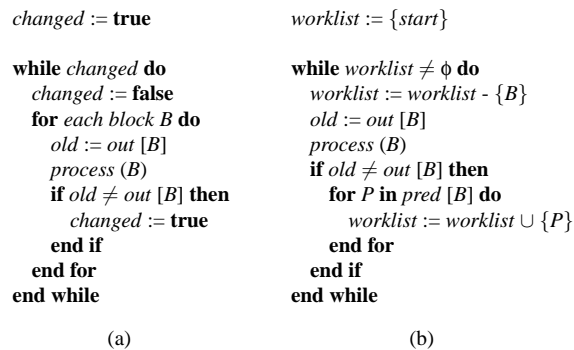 changed := true
while changed do
changed := false
for each block B do
old := out [B]
process (B)
if old ≠ out [B] then
changed := true
end if
end for
end while
(a)
worklist := {start}
while worklist ≠ ϕ do
worklist := worklist - {B}
old := out [B]
process (B)
if old ≠ out [B] then
for P in pred [B] do
worklist := worklist ∪ {P}
end for
end if
end while
(b)